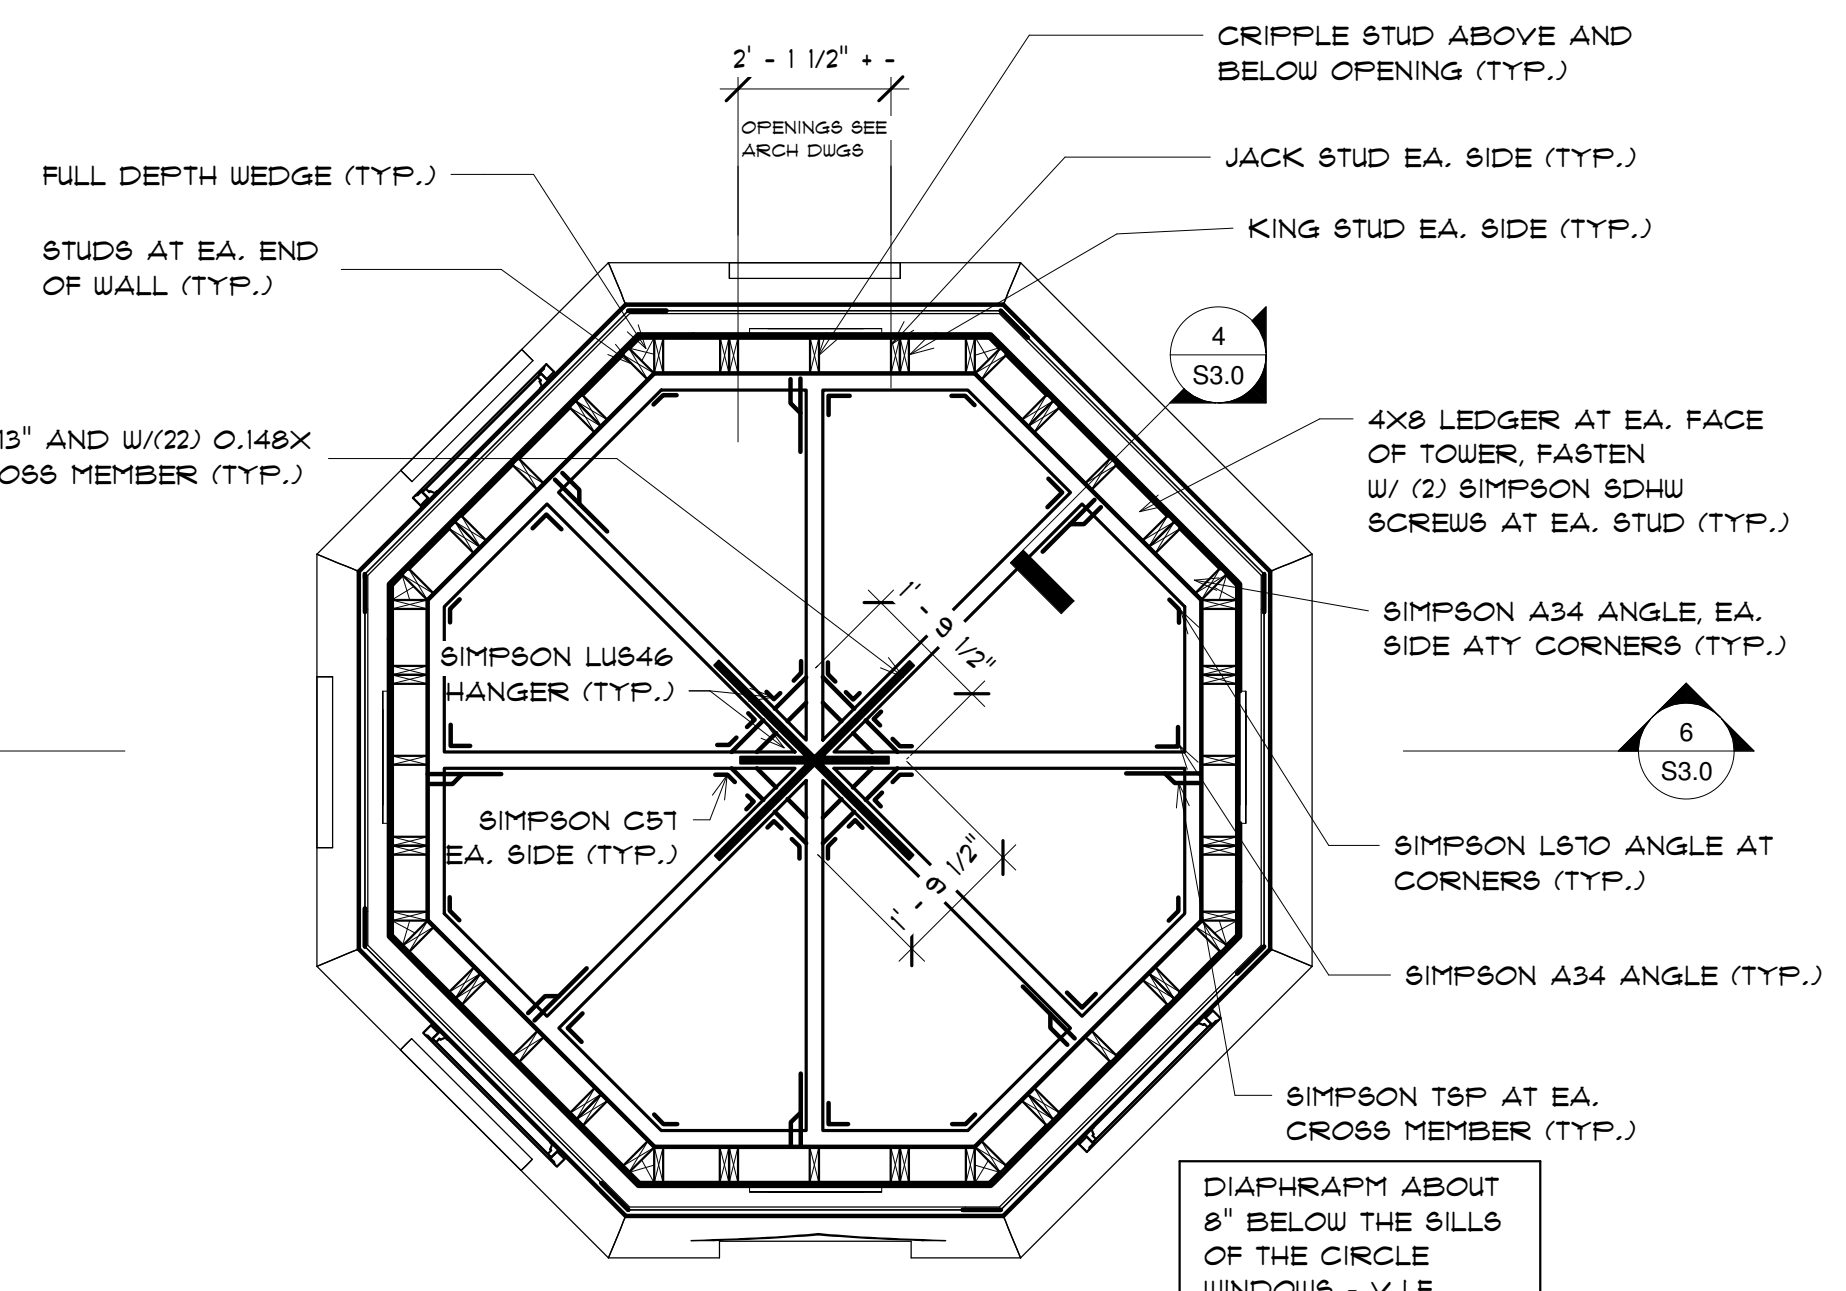 2' - 1 1/2" + -
OPENINGS SEE
ARCH DWGS
CRIPPLE STUD ABOVE AND
BELOW OPENING (TYP.)
JACK STUD EA. SIDE (TYP.)
KING STUD EA. SIDE (TYP.)
FULL DEPTH WEDGE (TYP.)
STUDS AT EA. END
OF WALL (TYP.)
13" AND W/(22) 0.148X
OSS MEMBER (TYP.)
4
S3.0
4X8 LEDGER AT EA. FACE
OF TOWER, FASTEN
W/ (2) SIMPSON SDHW
SCREWS AT EA. STUD (TYP.)
SIMPSON A34 ANGLE, EA.
SIDE ATY CORNERS (TYP.)
1' - 9 1/2"
SIMPSON LUS46
HANGER (TYP.)
6
S3.0
SIMPSON C57
EA. SIDE (TYP.)
1' - 9 1/2"
SIMPSON LS70 ANGLE AT
CORNERS (TYP.)
SIMPSON A34 ANGLE (TYP.)
SIMPSON TSP AT EA.
CROSS MEMBER (TYP.)
DIAPHRAPM ABOUT
8" BELOW THE SILLS
OF THE CIRCLE
WINDOWS - V.I.F.